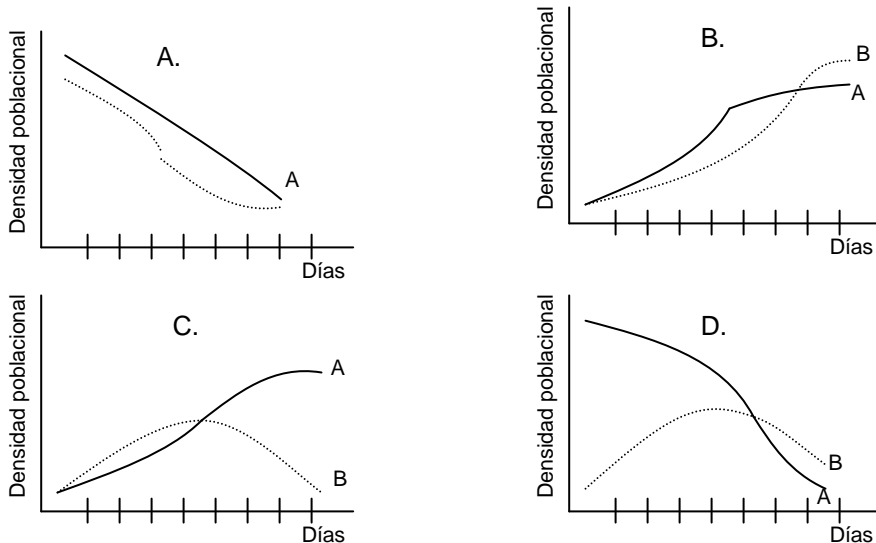 Densidad poblacional
A.
A
Días
Densidad poblacional
B.
B
A
Días
Densidad poblacional
C.
A
B
Días
Densidad poblacional
D.
B
A
Días